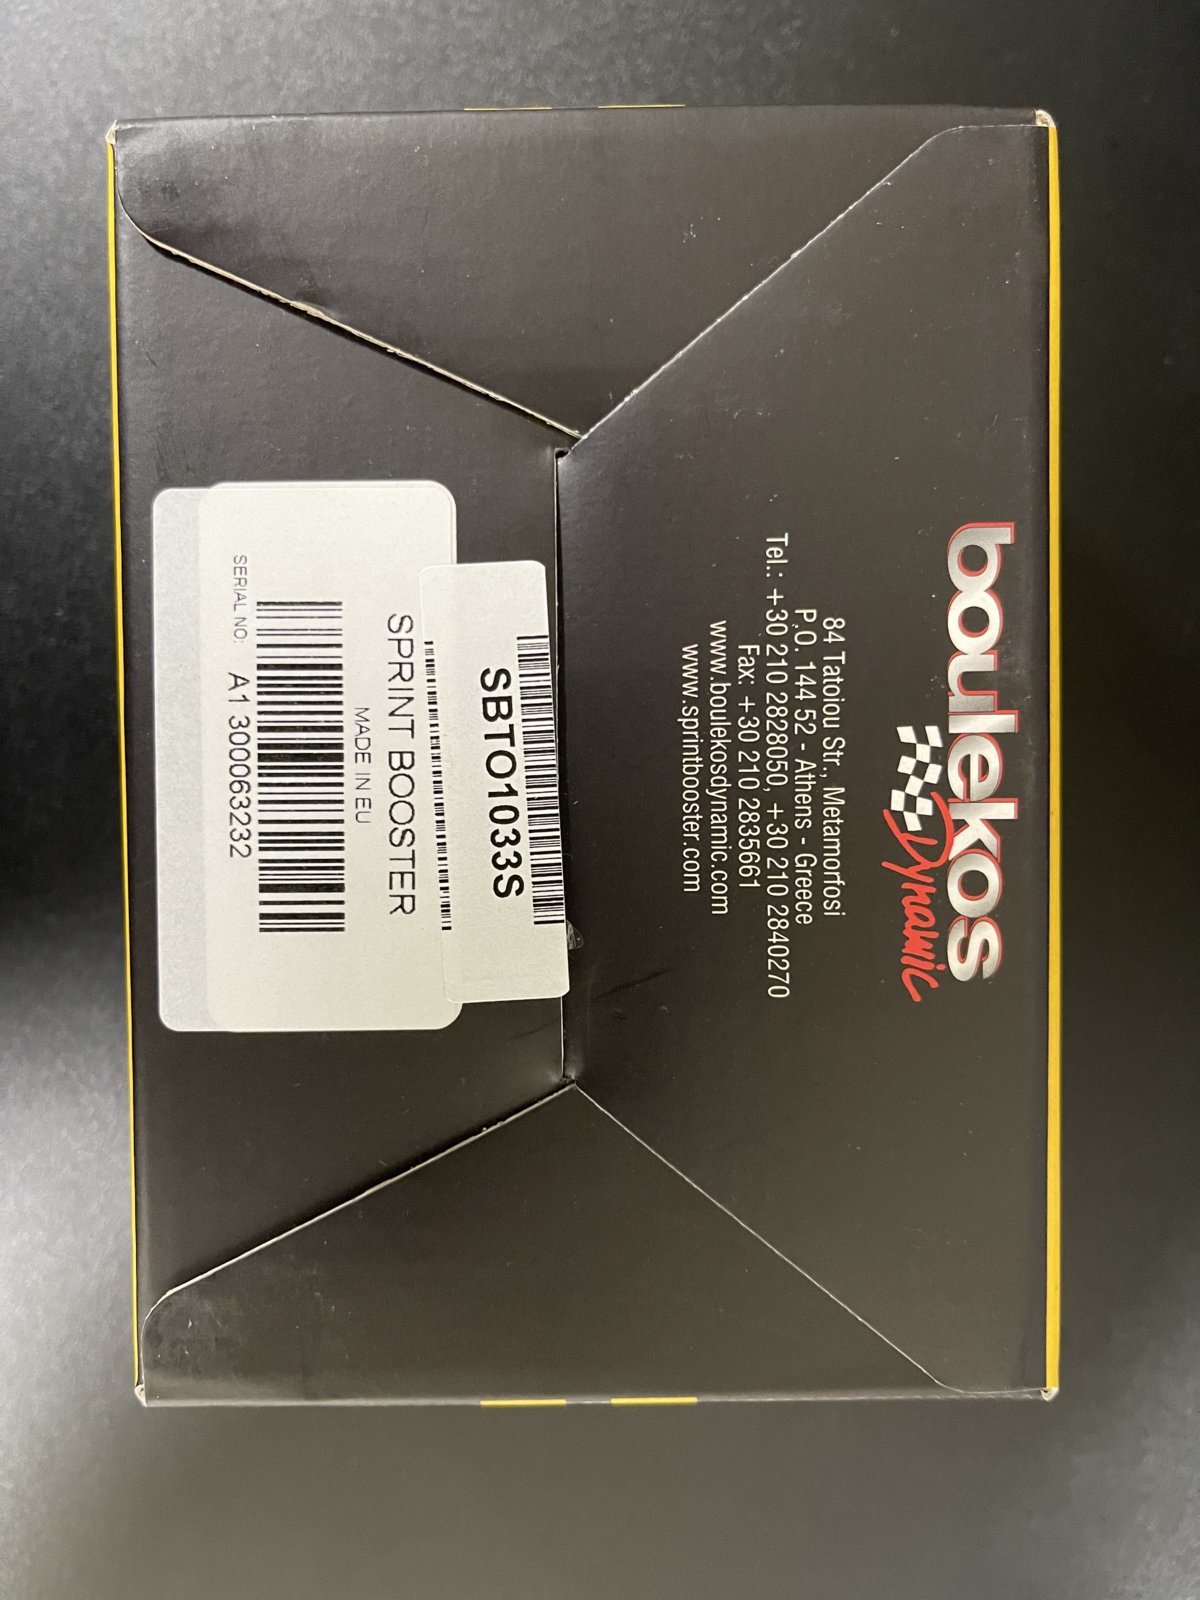 boulekos
Dynamic
84 Tatoiou Str., Metamorfosi
P.O. 144 52 - Athens - Greece
Tel.: +30 210 2828050, +30 210 2840270
Fax: +30 210 2835661
www.boulekosdynamic.com
www.sprintbooster.com
SBTO1033S
SPRINT BOOSTER
MADE IN EU
SERIAL NO: A1 300063232